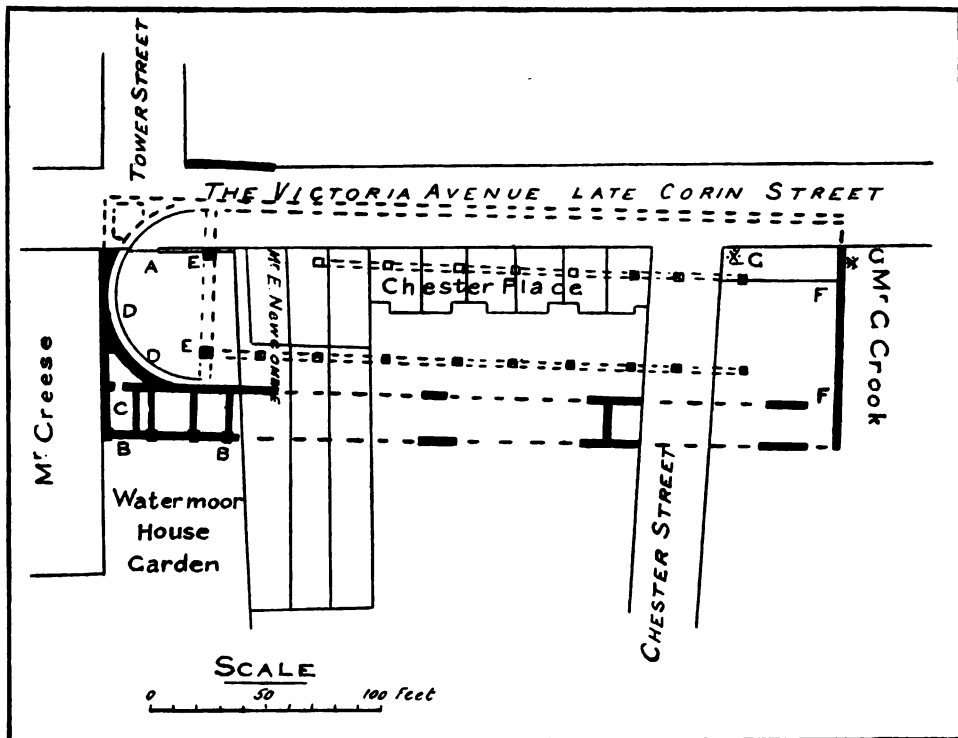 TOWER STREET
THE VICTORIA AVENUE LATE CORIN STREET
A
E
Mr. E. NEWCOMBE
G
G Mr. C. CROOK
Chester Place
F
D
D
E
Mr. CREESE
C
F
B
B
Watermoor
House
Garden
CHESTER STREET
SCALE
0 50 100 Feet